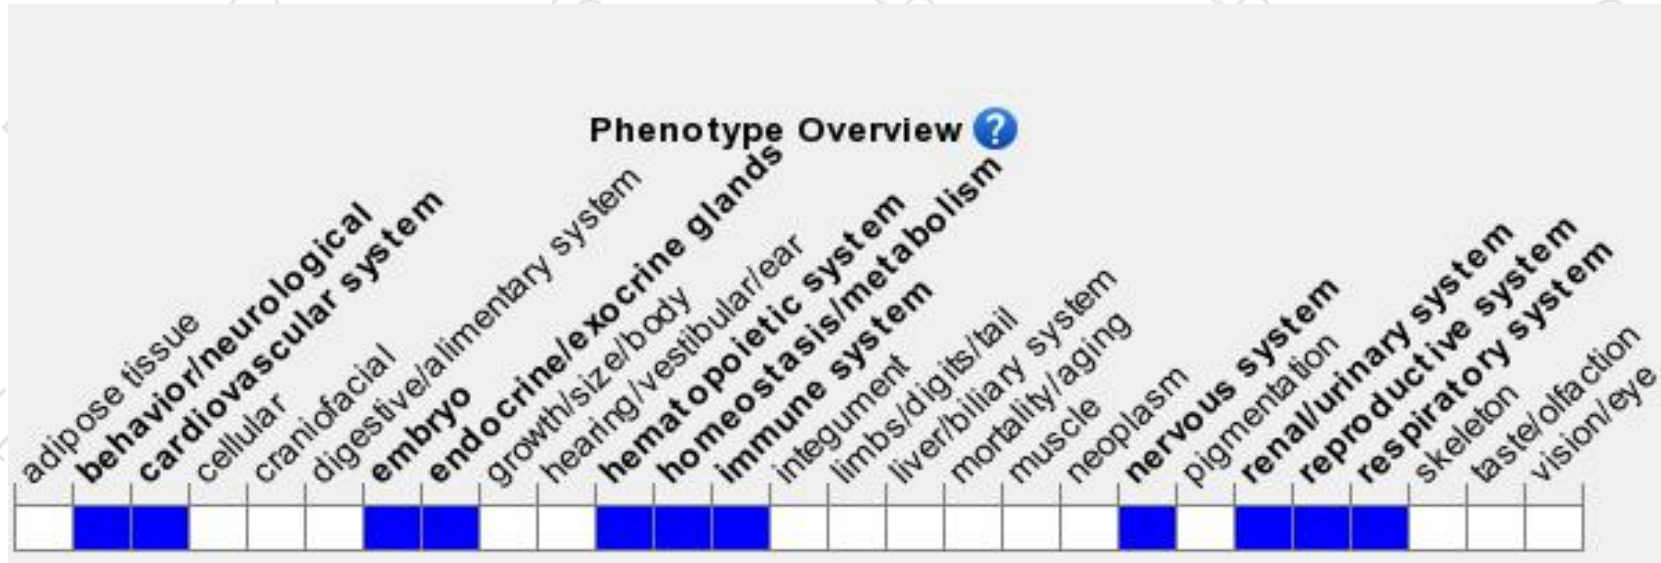 Phenotype Overview ?
adipose tissue
behavior/neurological
cardiovascular system
cellular
craniofacial
digestive/alimentary system
embryo
endocrine/exocrine glands
growth/size/body
hearing/vestibular/ear
hematopoietic system
homeostasis/metabolism
immune system
integument
limbs/digits/tail
liver/biliary system
mortality/aging
muscle
neoplasm
nervous system
pigmentation
renal/urinary system
reproductive system
respiratory system
skeleton
taste/olfaction
vision/eye